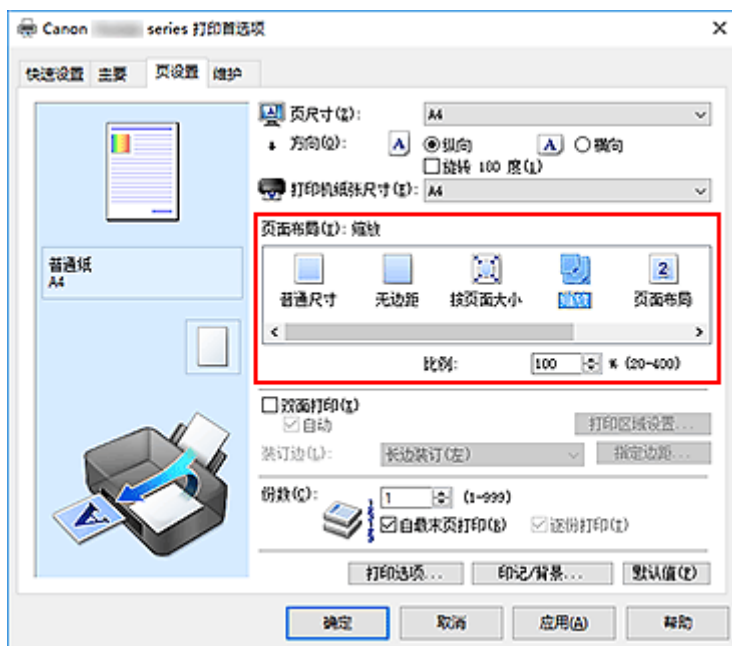 Canon series 打印首选项
快速设置 主要 页设置 维护
页尺寸(Z): A4
方向(O): A 纵向 A 横向
旋转 100 度(1)
打印机纸张尺寸(E): A4
页面布局(I): 缩放
普通尺寸 无边距 按页面大小 缩放 页面布局
比例: 100 % (20-400)
普通纸
A4
双面打印(X)
自动 打印区域设置...
装订边(L): 长边装订(左) 指定边距...
份数(C): 1 (1-999)
自最末页打印(R) 逐份打印(T)
打印选项... 印记/背景... 默认值(F)
确定 取消 应用(A) 帮助